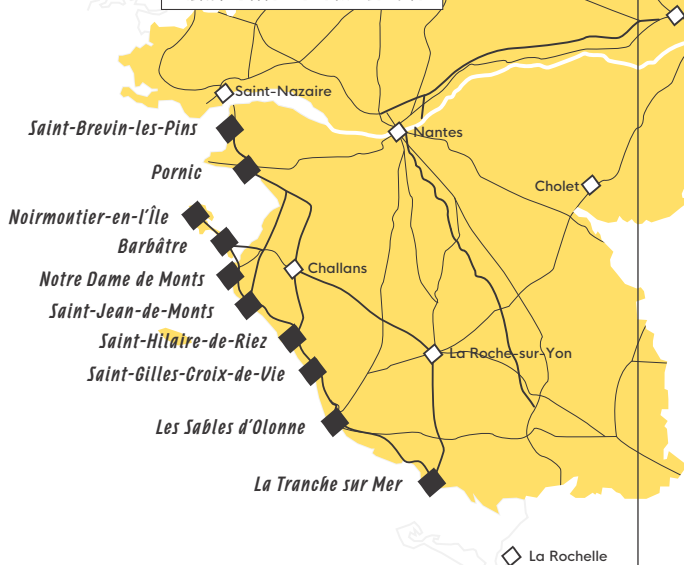 Saint-Nazaire
Saint-Brevin-les-Pins
Nantes
Pornic
Cholet
Noirmoutier-en-l'Île
Barbâtre
Challans
Notre Dame de Monts
Saint-Jean-de-Monts
Saint-Hilaire-de-Riez
La Roche-sur-Yon
Saint-Gilles-Croix-de-Vie
Les Sables d'Olonne
La Tranche sur Mer
La Rochelle